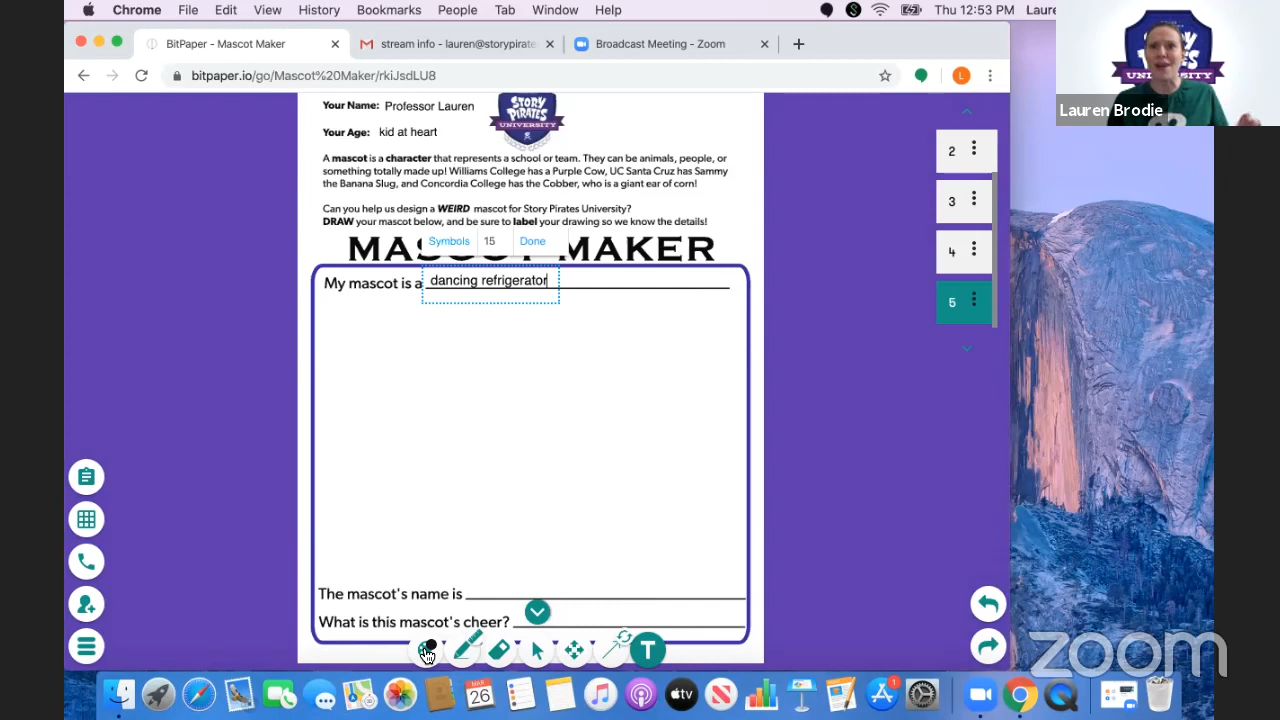 Chrome File Edit View History Bookmarks People Tab Window Help Thu 12:53 PM Laure
BitPaper - Mascot Maker
stream info - lauren@storypirate
Broadcast Meeting - Zoom
bitpaper.io/go/Mascot%20Maker/rkiJsdLU8
L
STORY PIRATES
UNIVERSITY
Lauren Brodie
Your Name: Professor Lauren
STORY PIRATES
UNIVERSITY
Your Age: kid at heart
A mascot is a character that represents a school or team. They can be animals, people, or
something totally made up! Williams College has a Purple Cow, UC Santa Cruz has Sammy
the Banana Slug, and Concordia College has the Cobber, who is a giant ear of corn!
Can you help us design a WEIRD mascot for Story Pirates University?
DRAW your mascot below, and be sure to label your drawing so we know the details!
Symbols 15 Done
MASCOT MAKER
My mascot is a dancing refrigerator
The mascot's name is
What is this mascot's cheer?
2
3
4
5
T
zoom
MAR
26
tv
1